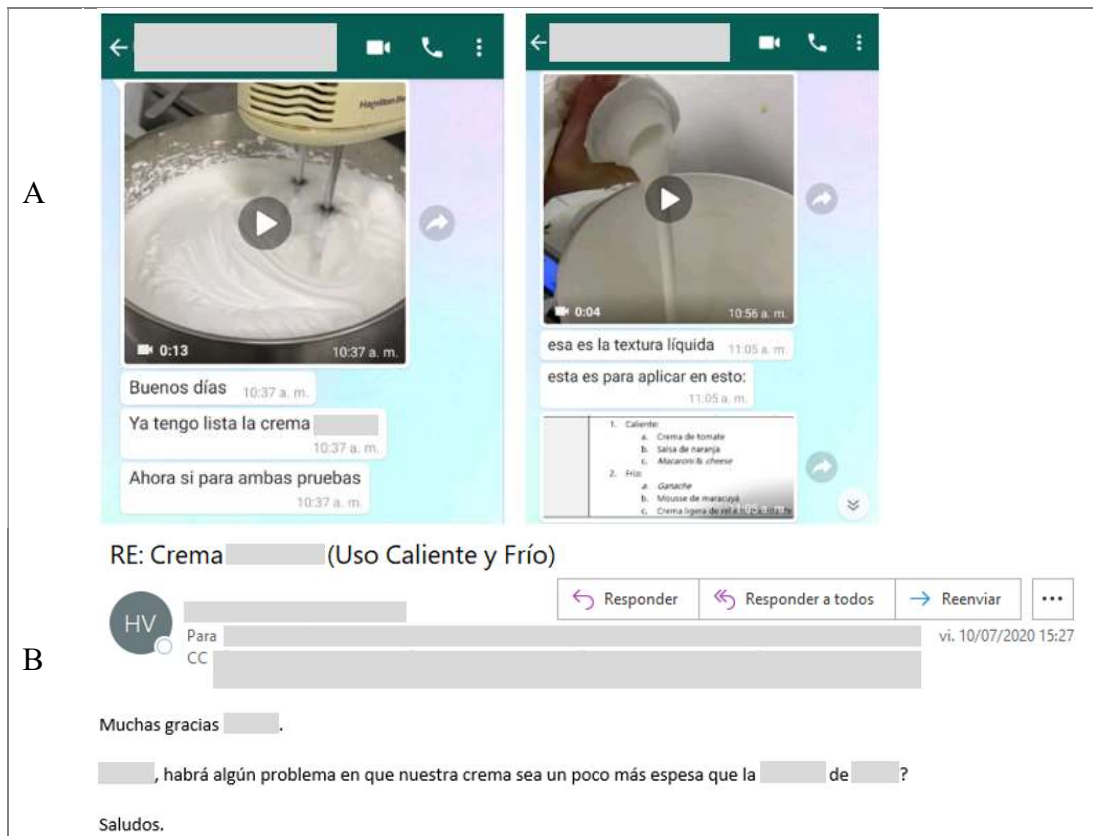 A
Hamilton
0:13
10:37 a. m.
Buenos días 10:37 a. m.
Ya tengo lista la crema
10:37 a. m.
Ahora si para ambas pruebas
10:37 a. m.
0:04
10:56 a. m.
esa es la textura líquida 11:05 a. m.
esta es para aplicar en esto:
11:05 a. m.
1. Caliente:
a. Crema de tomate
b. Salsa de naranja
c. Macaroni & cheese
2. Frío:
a. Ganache
b. Mousse de maracuyá
c. Crema ligera de
B
RE: Crema (Uso Caliente y Frío)
Responder
Responder a todos
Reenviar
HV
Para
vi. 10/07/2020 15:27
CC
Muchas gracias .
, habrá algún problema en que nuestra crema sea un poco más espesa que la de ?
Saludos.